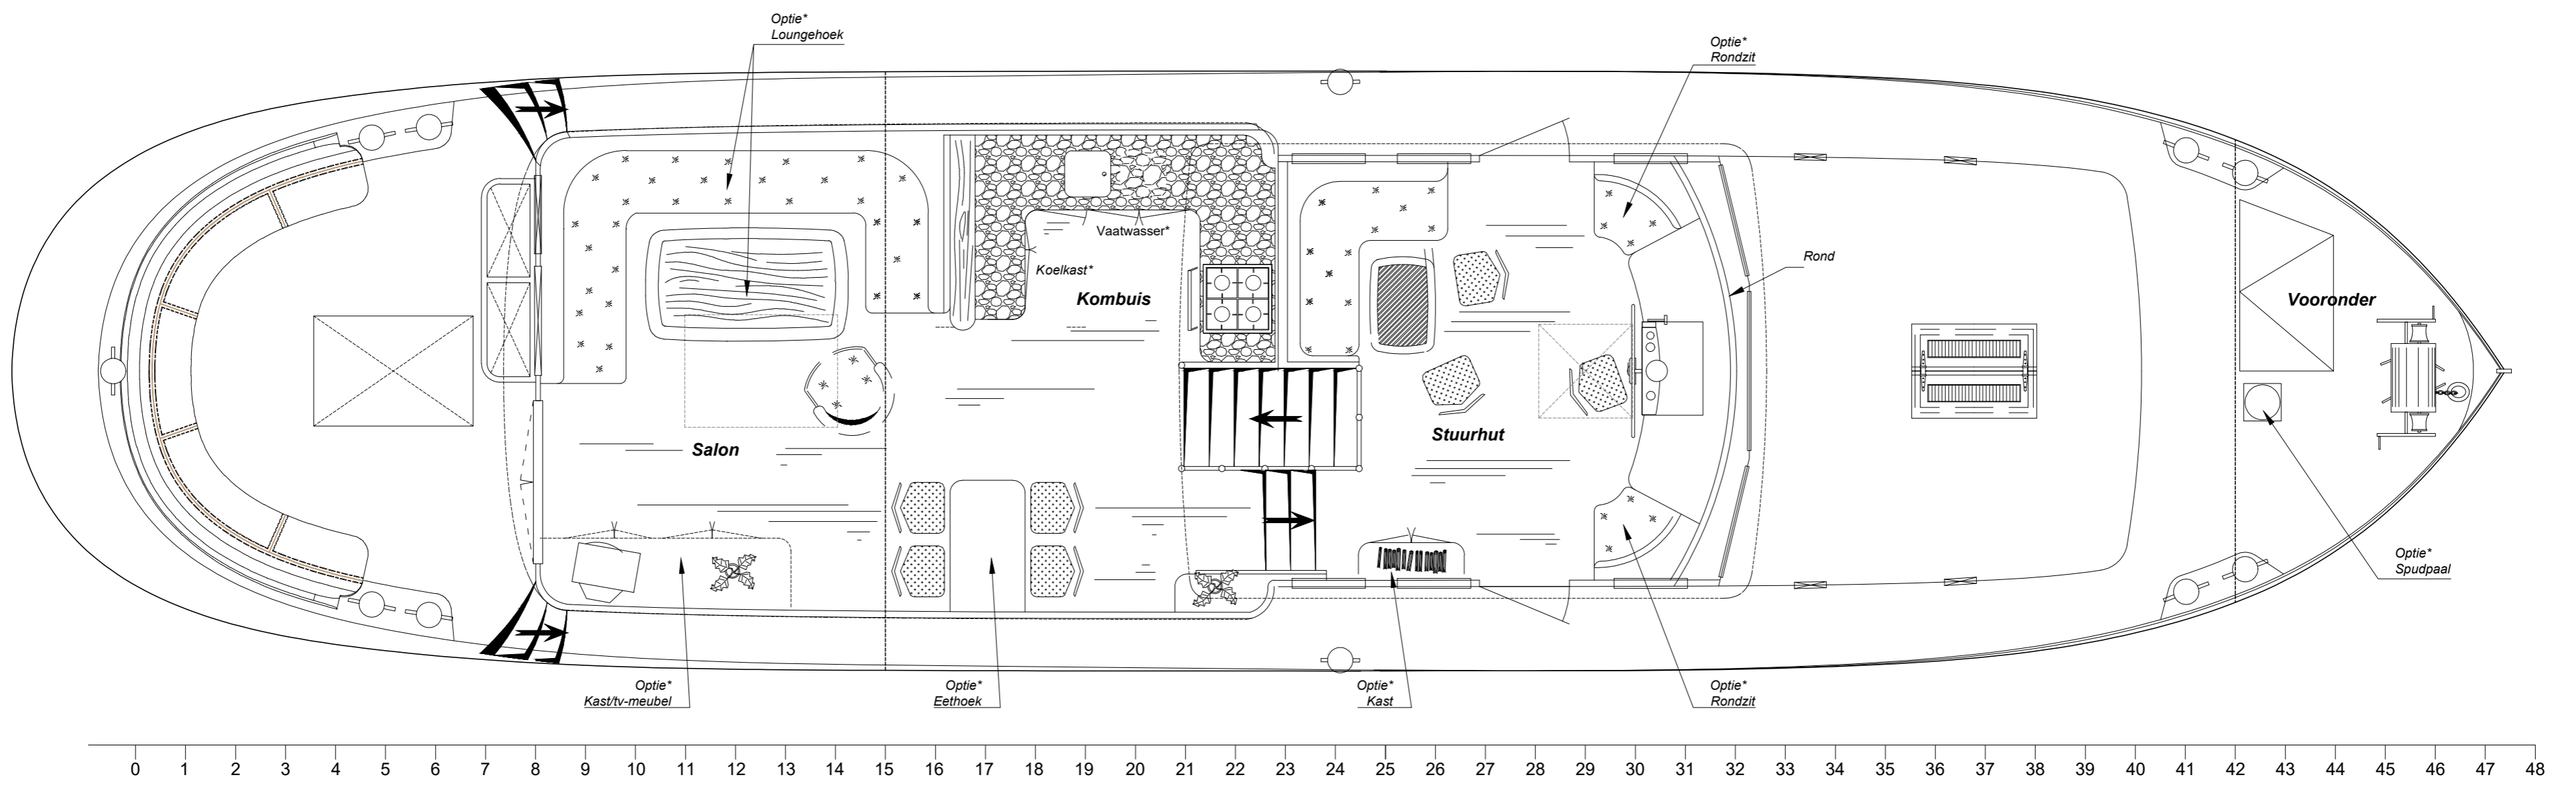 Optie*
Loungehoek
Optie*
Rondzit
Vaatwasser*
Koelkast*
Kombuis
Rond
Vooronder
Salon
Stuurhut
Optie*
Spudpaal
Optie*
Kast/tv-meubel
Optie*
Eethoek
Optie*
Kast
Optie*
Rondzit
0 1 2 3 4 5 6 7 8 9 10 11 12 13 14 15 16 17 18 19 20 21 22 23 24 25 26 27 28 29 30 31 32 33 34 35 36 37 38 39 40 41 42 43 44 45 46 47 48